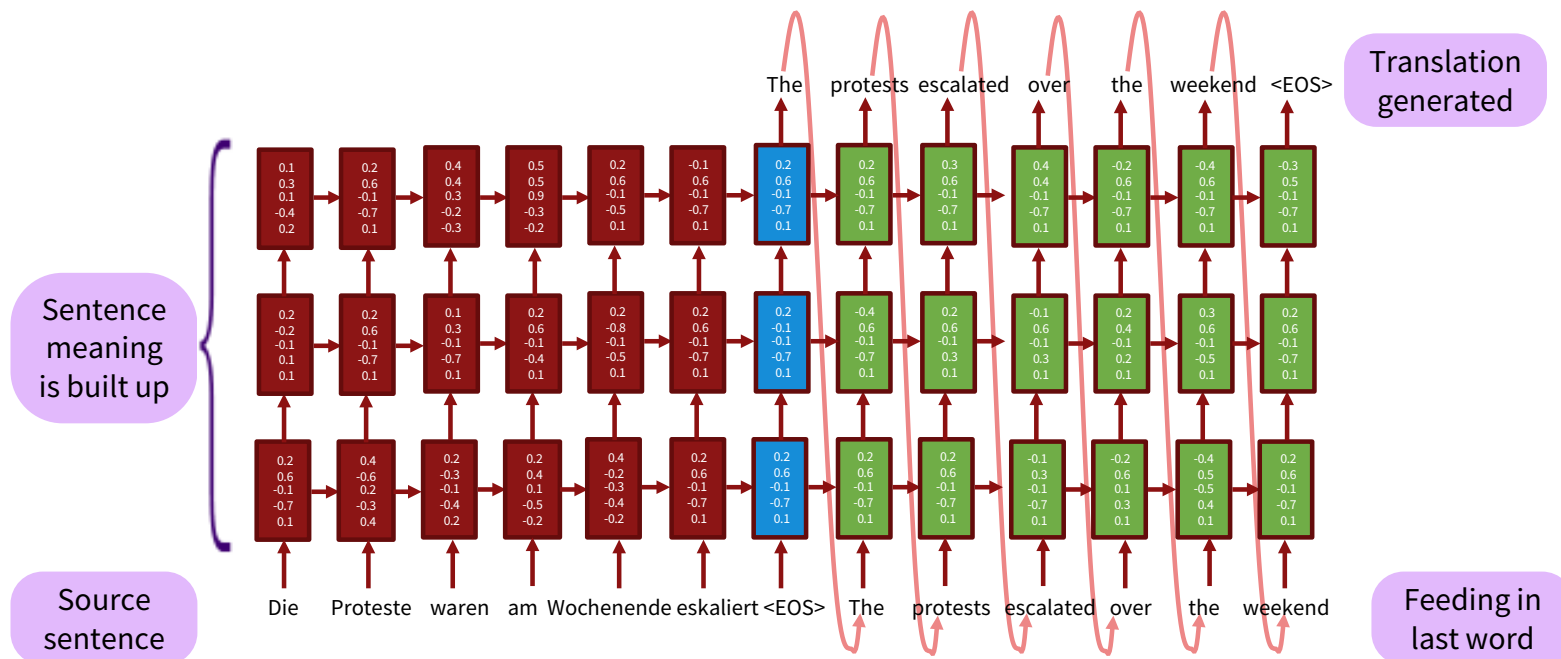 The protests escalated over the weekend <EOS>
Translation
generated
0.1 0.2 0.4 0.5 0.2 -0.1 0.2 0.2 0.3 0.4 -0.2 -0.4 -0.3
0.3 0.6 0.4 0.5 0.6 0.6 0.6 0.6 0.6 0.4 0.6 0.6 0.5
0.1 -0.1 0.3 0.9 -0.1 -0.1 -0.1 -0.1 -0.1 -0.1 -0.1 -0.1 -0.1
-0.4 -0.7 -0.2 -0.3 -0.5 -0.7 -0.7 -0.7 -0.7 -0.7 -0.7 -0.7 -0.7
0.2 0.1 -0.3 -0.2 0.1 0.1 0.1 0.1 0.1 0.1 0.1 0.1 0.1
Sentence
meaning
is built up
0.2 0.2 0.1 0.2 0.2 0.2 0.2 -0.4 0.2 -0.1 0.2 0.3 0.2
-0.2 0.6 0.3 0.6 -0.8 0.6 -0.1 0.6 0.6 0.6 0.4 0.6 0.6
-0.1 -0.1 -0.1 -0.1 -0.1 -0.1 -0.1 -0.1 -0.1 -0.1 -0.1 -0.1 -0.1
0.1 -0.7 -0.7 -0.4 -0.5 -0.7 -0.7 -0.7 0.3 0.3 0.2 -0.5 -0.7
0.1 0.1 0.1 0.1 0.1 0.1 0.1 0.1 0.1 0.1 0.1 0.1 0.1
0.2 0.4 0.2 0.2 0.4 0.2 0.2 0.2 0.2 -0.1 -0.2 -0.4 0.2
0.6 -0.6 -0.3 0.4 -0.2 0.6 0.6 0.6 0.6 0.3 0.6 0.5 0.6
-0.1 0.2 -0.1 0.1 -0.3 -0.1 -0.1 -0.1 -0.1 -0.1 0.1 -0.5 -0.1
-0.7 -0.3 -0.4 -0.5 -0.4 -0.7 -0.7 -0.7 -0.7 -0.7 0.3 0.4 -0.7
0.1 0.4 0.2 -0.2 -0.2 0.1 0.1 0.1 0.1 0.1 0.1 0.1 0.1
Source
sentence
Die Proteste waren am Wochenende eskaliert <EOS> The protests escalated over the weekend
Feeding in
last word